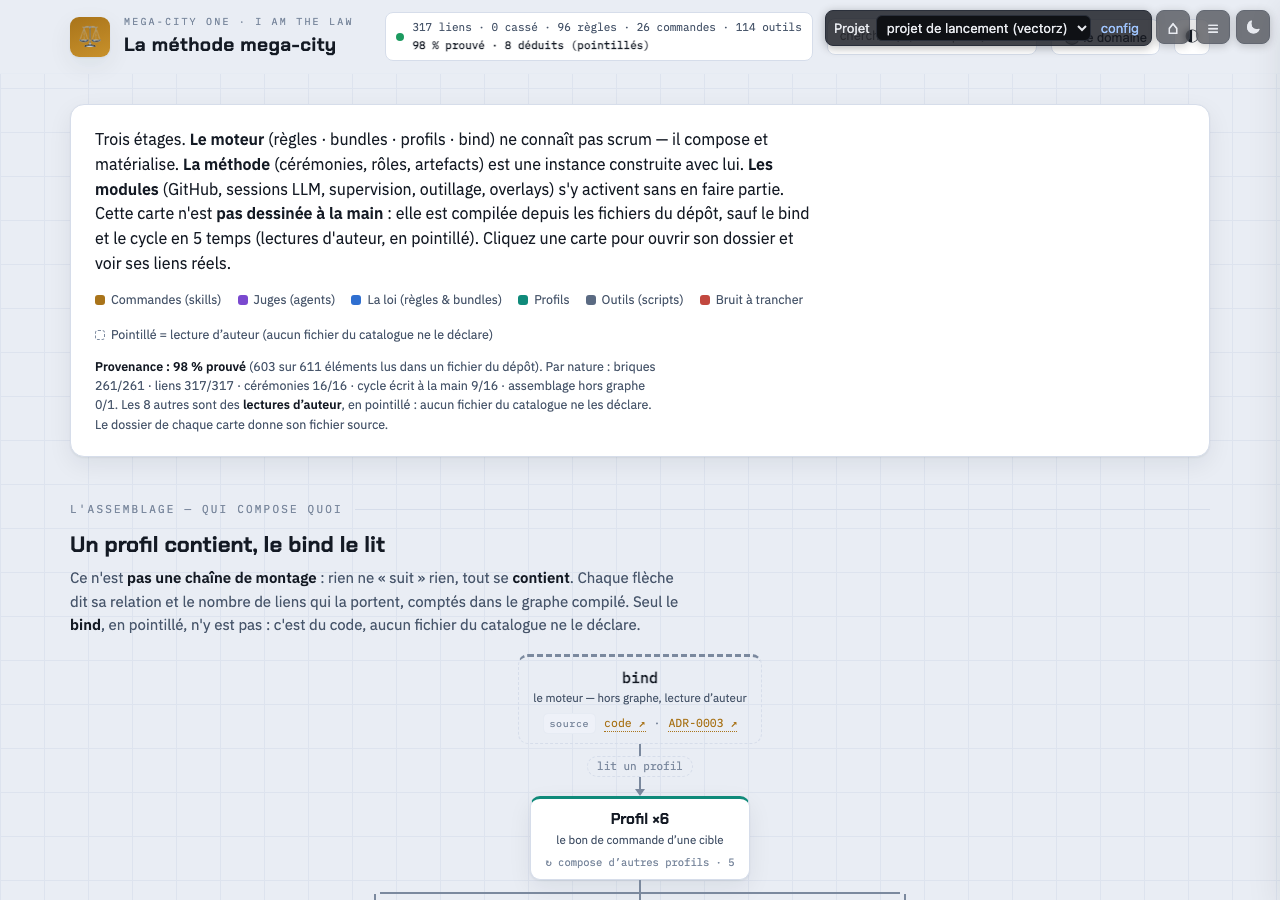 MEGA-CITY ONE · I AM THE LAW
La méthode mega-city
317 liens · 0 cassé · 96 règles · 26 commandes · 114 outils
98 % prouvé · 8 déduits (pointillés)
Projet projet de lancement (vectorz) config
Trois étages. Le moteur (règles · bundles · profils · bind) ne connaît pas scrum — il compose et
matérialise. La méthode (cérémonies, rôles, artefacts) est une instance construite avec lui. Les
modules (GitHub, sessions LLM, supervision, outillage, overlays) s'y activent sans en faire partie.
Cette carte n'est pas dessinée à la main : elle est compilée depuis les fichiers du dépôt, sauf le bind
et le cycle en 5 temps (lectures d'auteur, en pointillé). Cliquez une carte pour ouvrir son dossier et
voir ses liens réels.
Commandes (skills) Juges (agents) La loi (règles & bundles) Profils Outils (scripts) Bruit à trancher
Pointillé = lecture d’auteur (aucun fichier du catalogue ne le déclare)
Provenance : 98 % prouvé (603 sur 611 éléments lus dans un fichier du dépôt). Par nature : briques
261/261 · liens 317/317 · cérémonies 16/16 · cycle écrit à la main 9/16 · assemblage hors graphe
0/1. Les 8 autres sont des lectures d’auteur, en pointillé : aucun fichier du catalogue ne les déclare.
Le dossier de chaque carte donne son fichier source.
L'ASSEMBLAGE — QUI COMPOSE QUOI
Un profil contient, le bind le lit
Ce n'est pas une chaîne de montage : rien ne « suit » rien, tout se contient. Chaque flèche
dit sa relation et le nombre de liens qui la portent, comptés dans le graphe compilé. Seul le
bind, en pointillé, n'y est pas : c'est du code, aucun fichier du catalogue ne le déclare.
bind
le moteur — hors graphe, lecture d’auteur
source code ↗ · ADR-0003 ↗
lit un profil
Profil ×6
le bon de commande d’une cible
↻ compose d’autres profils · 5